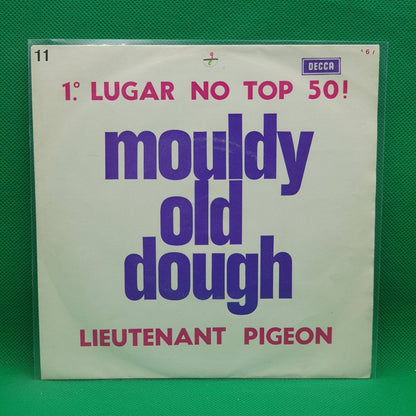 11
DECCA
1.º LUGAR NO TOP 50!
mouldy
old
dough
LIEUTENANT PIGEON